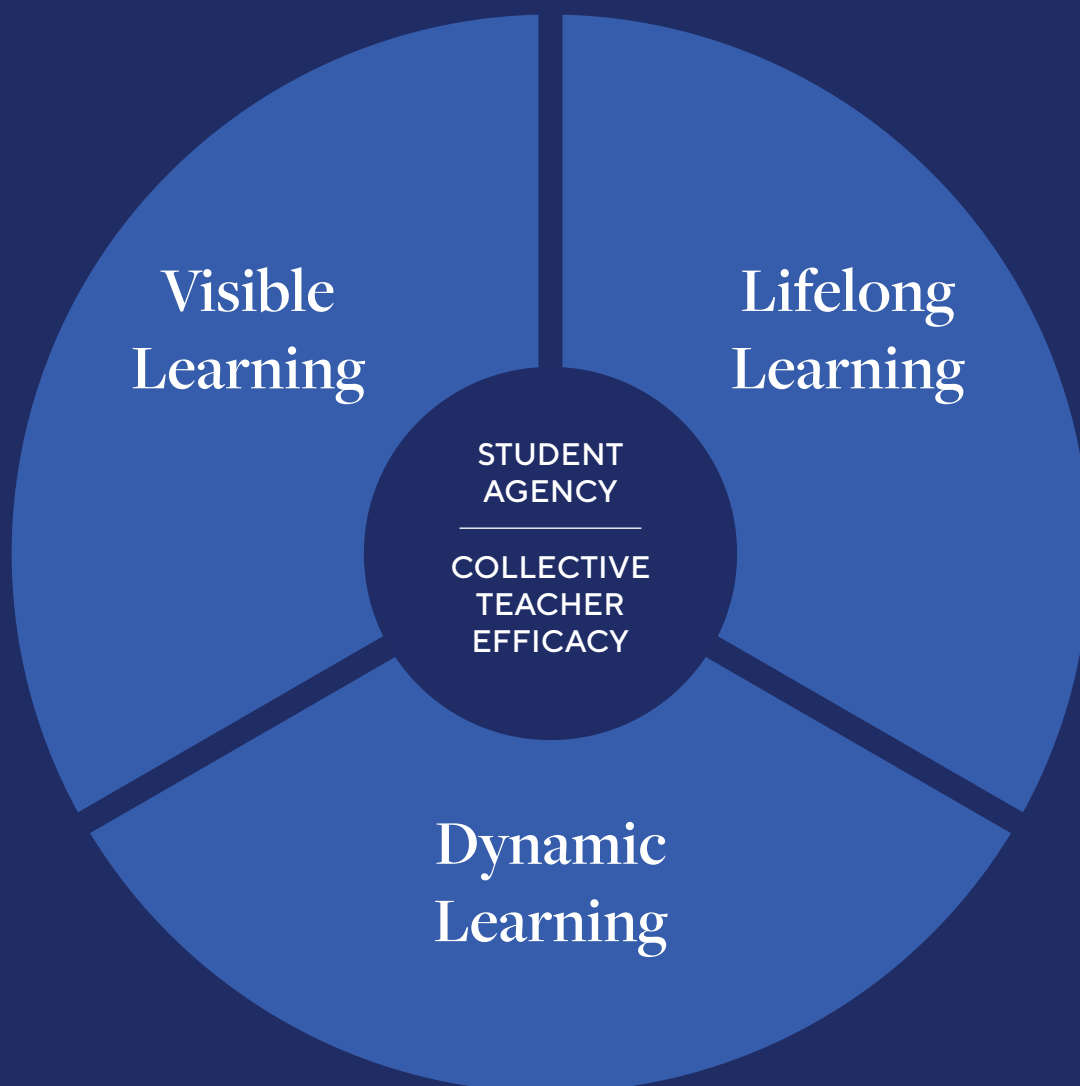 Visible
Learning
Lifelong
Learning
STUDENT
AGENCY
COLLECTIVE
TEACHER
EFFICACY
Dynamic
Learning